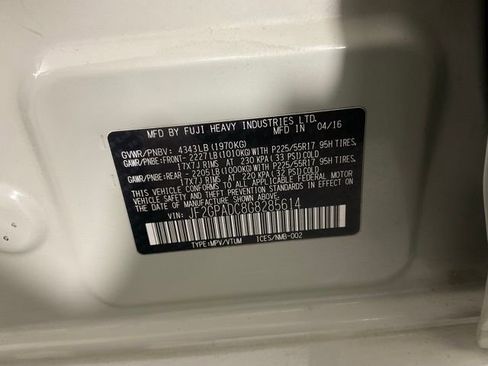 MFD BY FUJI HEAVY INDUSTRIES LTD.
MFD IN 04/16
GVWR/PNBV: 4343LB(1970KG)
GAWR/PNBE:FRONT- 2227LB(1010KG)WITH P225/55R17 95H TIRES.
17X7J RIMS AT 230 KPA (33 PSI)COLD
GAWR/PNBE:REAR - 2205LB(1000KG)WITH P225/55R17 95H TIRES.
17X7J RIMS AT 220 KPA (32 PSI)COLD
THIS VEHICLE CONFORMS TO ALL APPLICABLE FEDERAL MOTOR
VEHICLE SAFETY STANDARDS IN EFFECT ON THE DATE OF
MANUFACTURE SHOWN ABOVE.
VIN: JF2GPADC8G8285614
TYPE:MPV/VTUM ICES/NMB-002